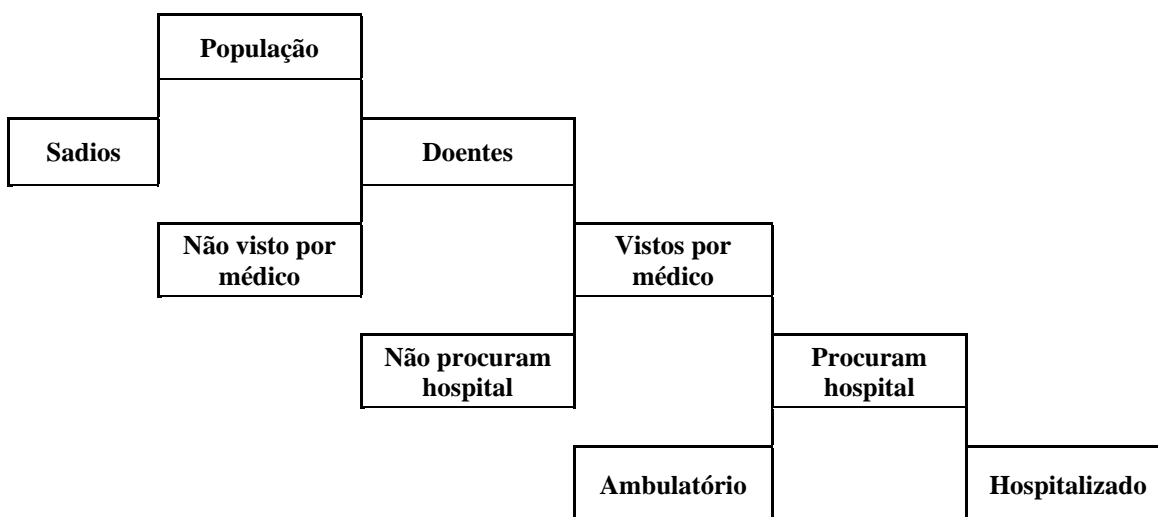 População
Sadios
Doentes
Não visto por
médico
Vistos por
médico
Não procuram
hospital
Procuram
hospital
Ambulatório
Hospitalizado